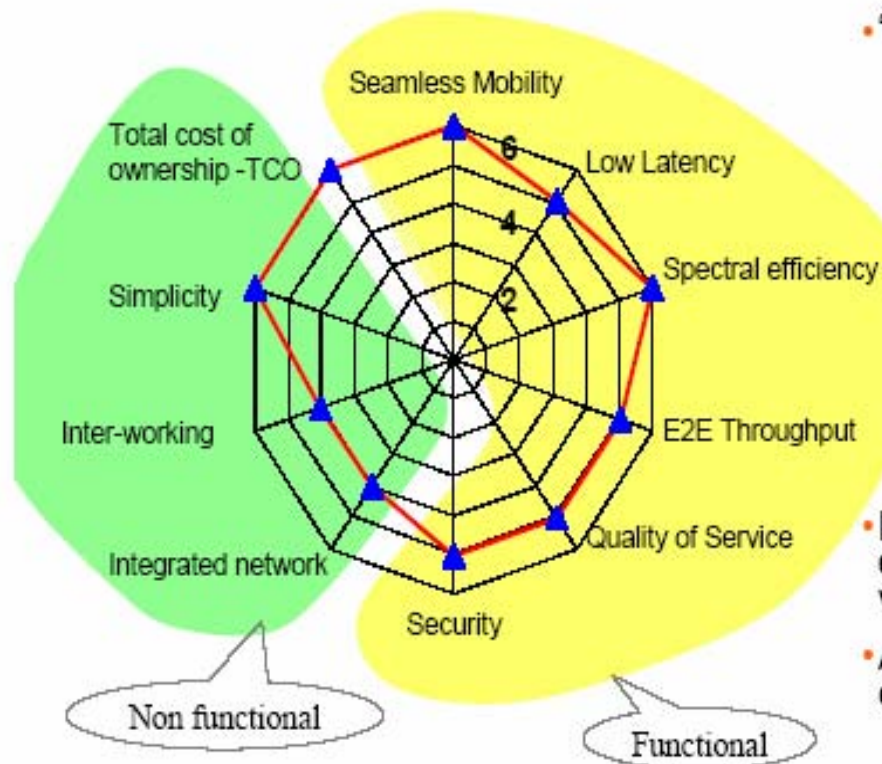 Seamless Mobility
Total cost of
ownership -TCO
6
Low Latency
4
Spectral efficiency
Simplicity
2
Inter-working
E2E Throughput
Quality of Service
Integrated network
Security
Non functional
Functional